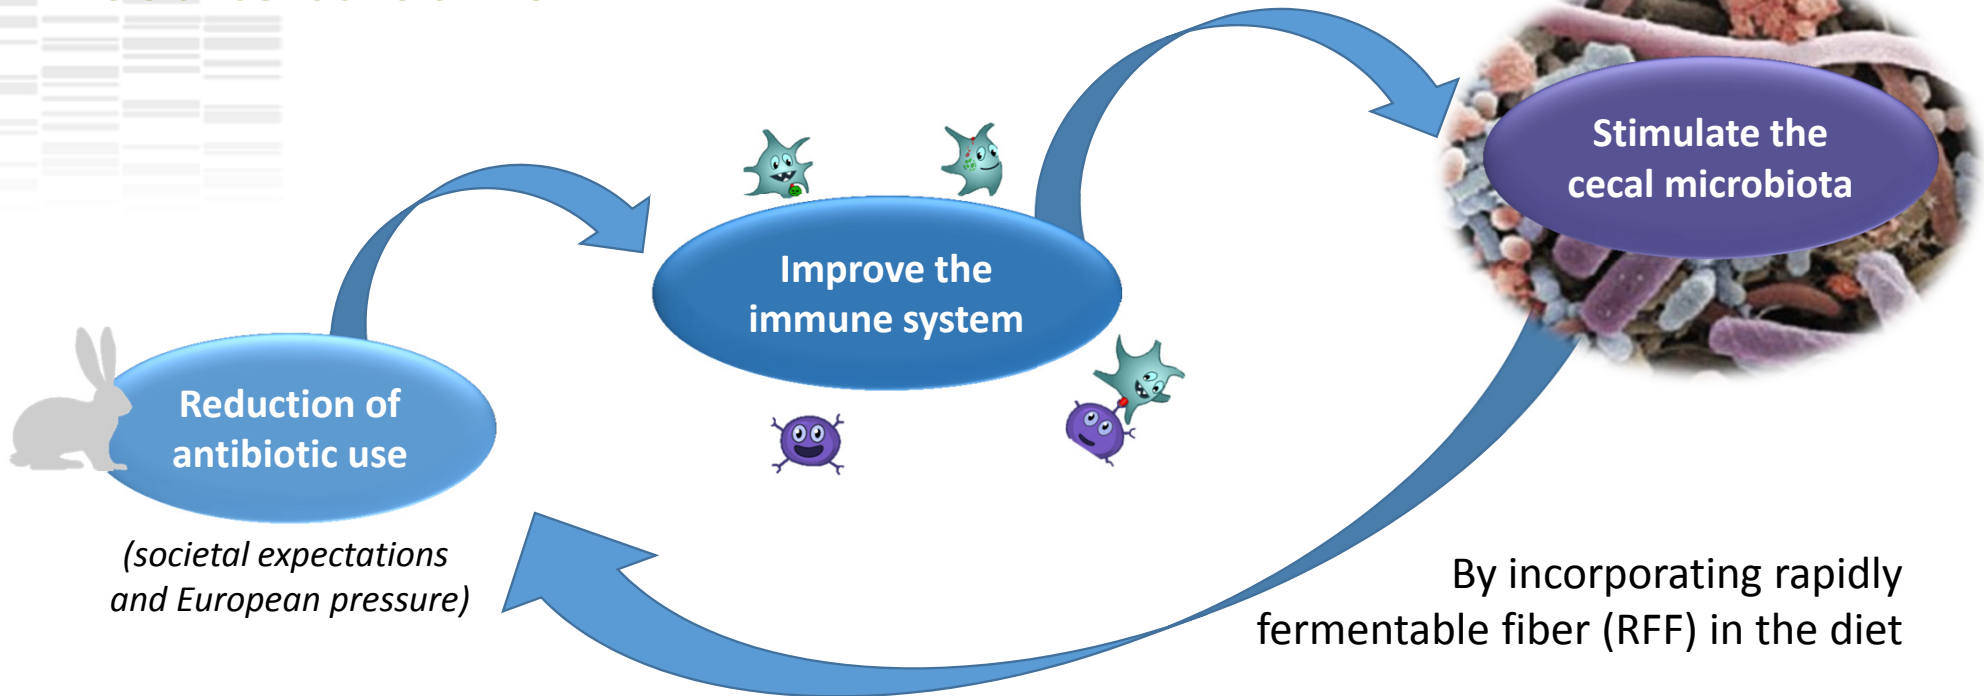 Stimulate the
cecal microbiota
Improve the
immune system
Reduction of
antibiotic use
(societal expectations
and European pressure)
By incorporating rapidly
fermentable fiber (RFF) in the diet